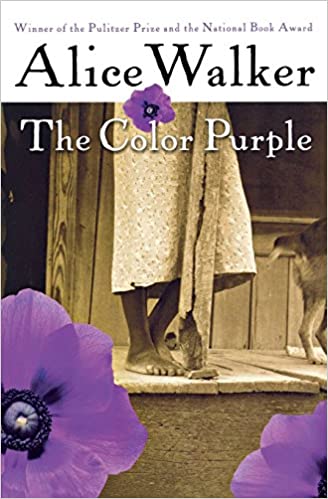 Winner of the Pulitzer Prize and the National Book Award
Alice Walker
The Color Purple